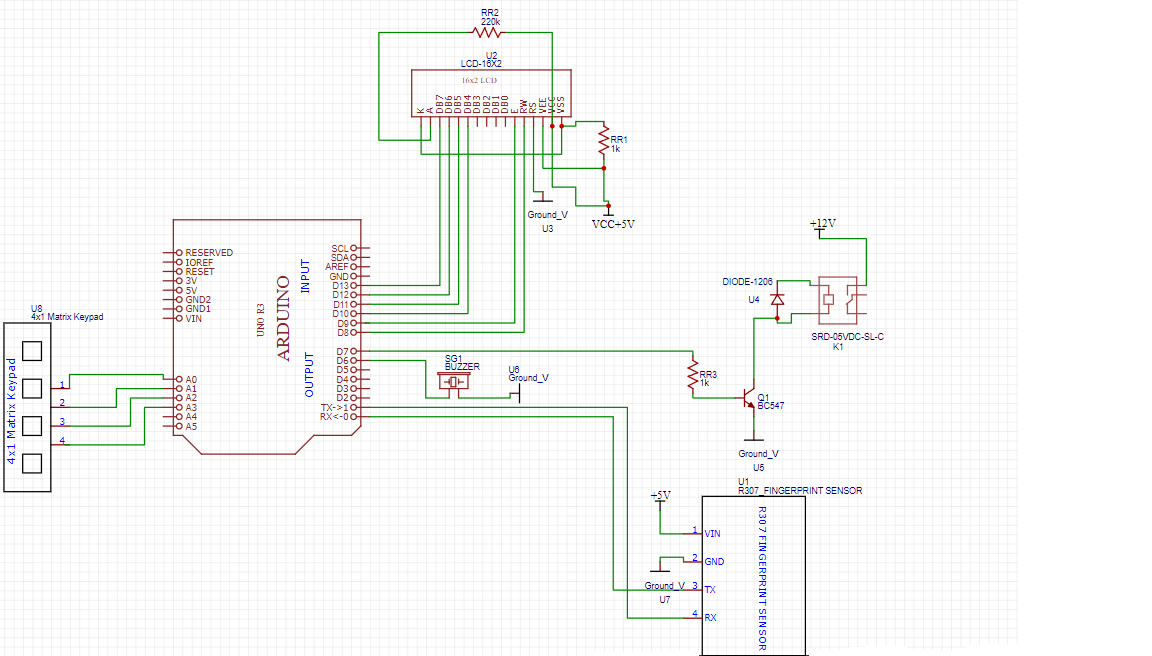 RR2
220k
U2
LCD-16X2
16x2 LCD
K
A
DB7
DB6
DB5
DB4
DB3
DB2
DB1
DB0
E
RW
RS
VEE
VCC
VSS
RR1
1k
Ground_V
U3
VCC+5V
+12V
RESERVED
IOREF
RESET
3V
5V
GND2
GND1
VIN
A0
A1
A2
A3
A4
A5
UNO R3
ARDUINO
INPUT
OUTPUT
SCL
SDA
AREF
GND
D13
D12
D11
D10
D9
D8
D7
D6
D5
D4
D3
D2
TX->1
RX<-0
U8
4x1 Matrix Keypad
4x1 Matrix Keypad
1
2
3
4
SG1
BUZZER
U6
Ground_V
DIODE-1206
U4
SRD-05VDC-SL-C
K1
RR3
1k
Q1
BC547
Ground_V
U5
U1
R307_FINGERPRINT SENSOR
+5V
1
VIN
2
GND
Ground_V
3
TX
U7
4
RX
R307 FINGERPRINT SENSOR